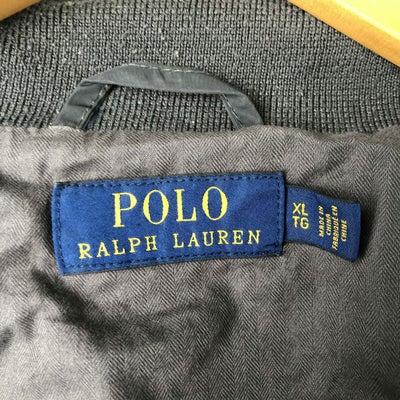 POLO
RALPH LAUREN
XL
TG
MADE IN
CHINA
FABRIQUÉ EN
CHINE